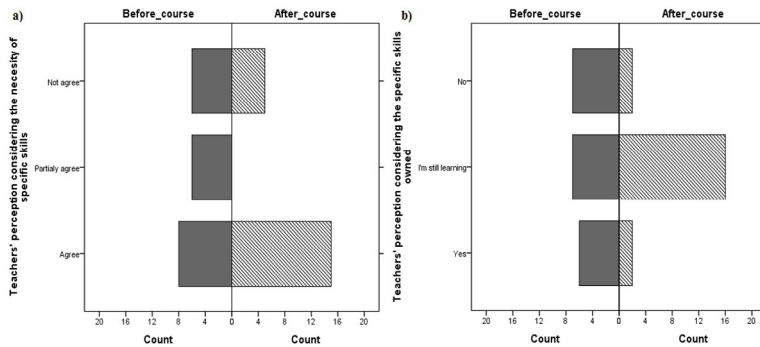 a)
Before_course After_course
Teachers' perception considering the necesity of
specific skills
Not agree
Partialy agree
Agree
20 16 12 8 4 0 4 8 12 16 20
Count Count
b)
Before_course After_course
Teachers' perception considering the specific skills
owned
No
I'm still learning
Yes
20 16 12 8 4 0 4 8 12 16 20
Count Count